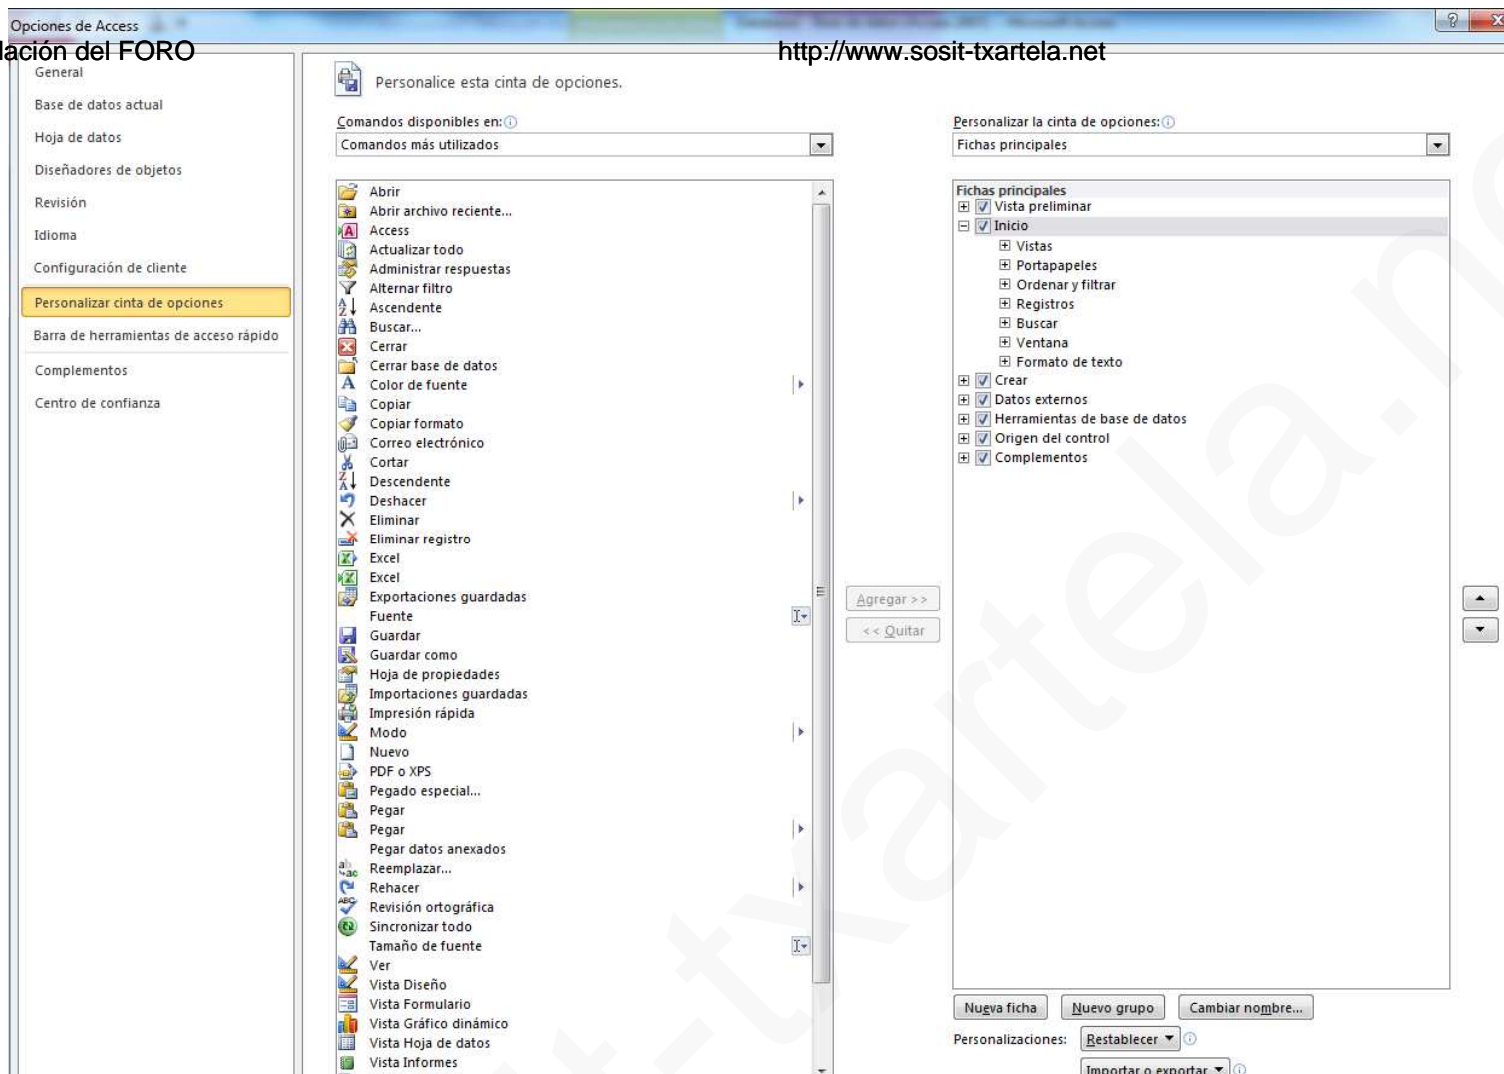 Opciones de Access
lación del FORO
http://www.sosit-txartela.net
General
Base de datos actual
Hoja de datos
Diseñadores de objetos
Revisión
Idioma
Configuración de cliente
Personalizar cinta de opciones
Barra de herramientas de acceso rápido
Complementos
Centro de confianza
Personalice esta cinta de opciones.
Comandos disponibles en:
Comandos más utilizados
Abrir
Abrir archivo reciente...
Access
Actualizar todo
Administrar respuestas
Alternar filtro
Ascendente
Buscar...
Cerrar
Cerrar base de datos
Color de fuente
Copiar
Copiar formato
Correo electrónico
Cortar
Descendente
Deshacer
Eliminar
Eliminar registro
Excel
Excel
Exportaciones guardadas
Fuente
Guardar
Guardar como
Hoja de propiedades
Importaciones guardadas
Impresión rápida
Modo
Nuevo
PDF o XPS
Pegado especial...
Pegar
Pegar
Pegar datos anexados
Reemplazar...
Rehacer
Revisión ortográfica
Sincronizar todo
Tamaño de fuente
Ver
Vista Diseño
Vista Formulario
Vista Gráfico dinámico
Vista Hoja de datos
Vista Informes
Agregar >>
<< Quitar
Personalizar la cinta de opciones:
Fichas principales
Fichas principales
Vista preliminar
Inicio
Vistas
Portapapeles
Ordenar y filtrar
Registros
Buscar
Ventana
Formato de texto
Crear
Datos externos
Herramientas de base de datos
Origen del control
Complementos
Nueva ficha
Nuevo grupo
Cambiar nombre...
Personalizaciones:
Restablecer
Importar o exportar